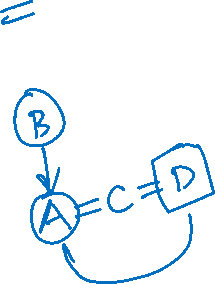 B
A = C = D